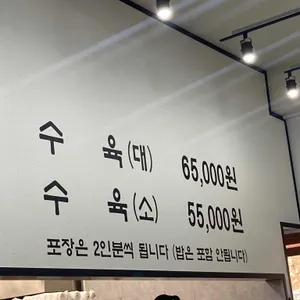 수 육(대) 65,000원
수 육(소) 55,000원
포장은 2인분씩 됩니다 (밥은 포함 안됩니다)